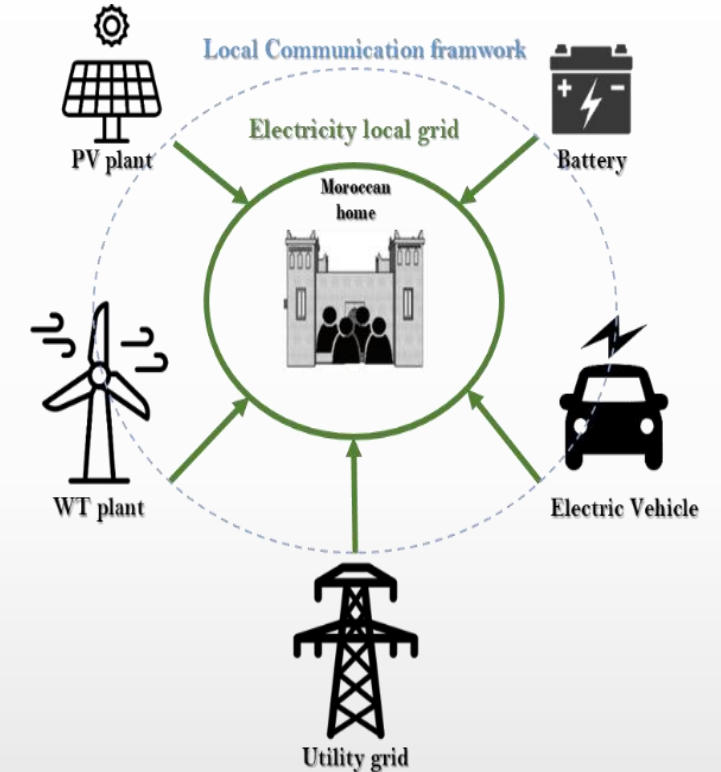 Local Communication framwork
Electricity local grid
PV plant
Battery
Moroccan
home
WT plant
Electric Vehicle
Utility grid